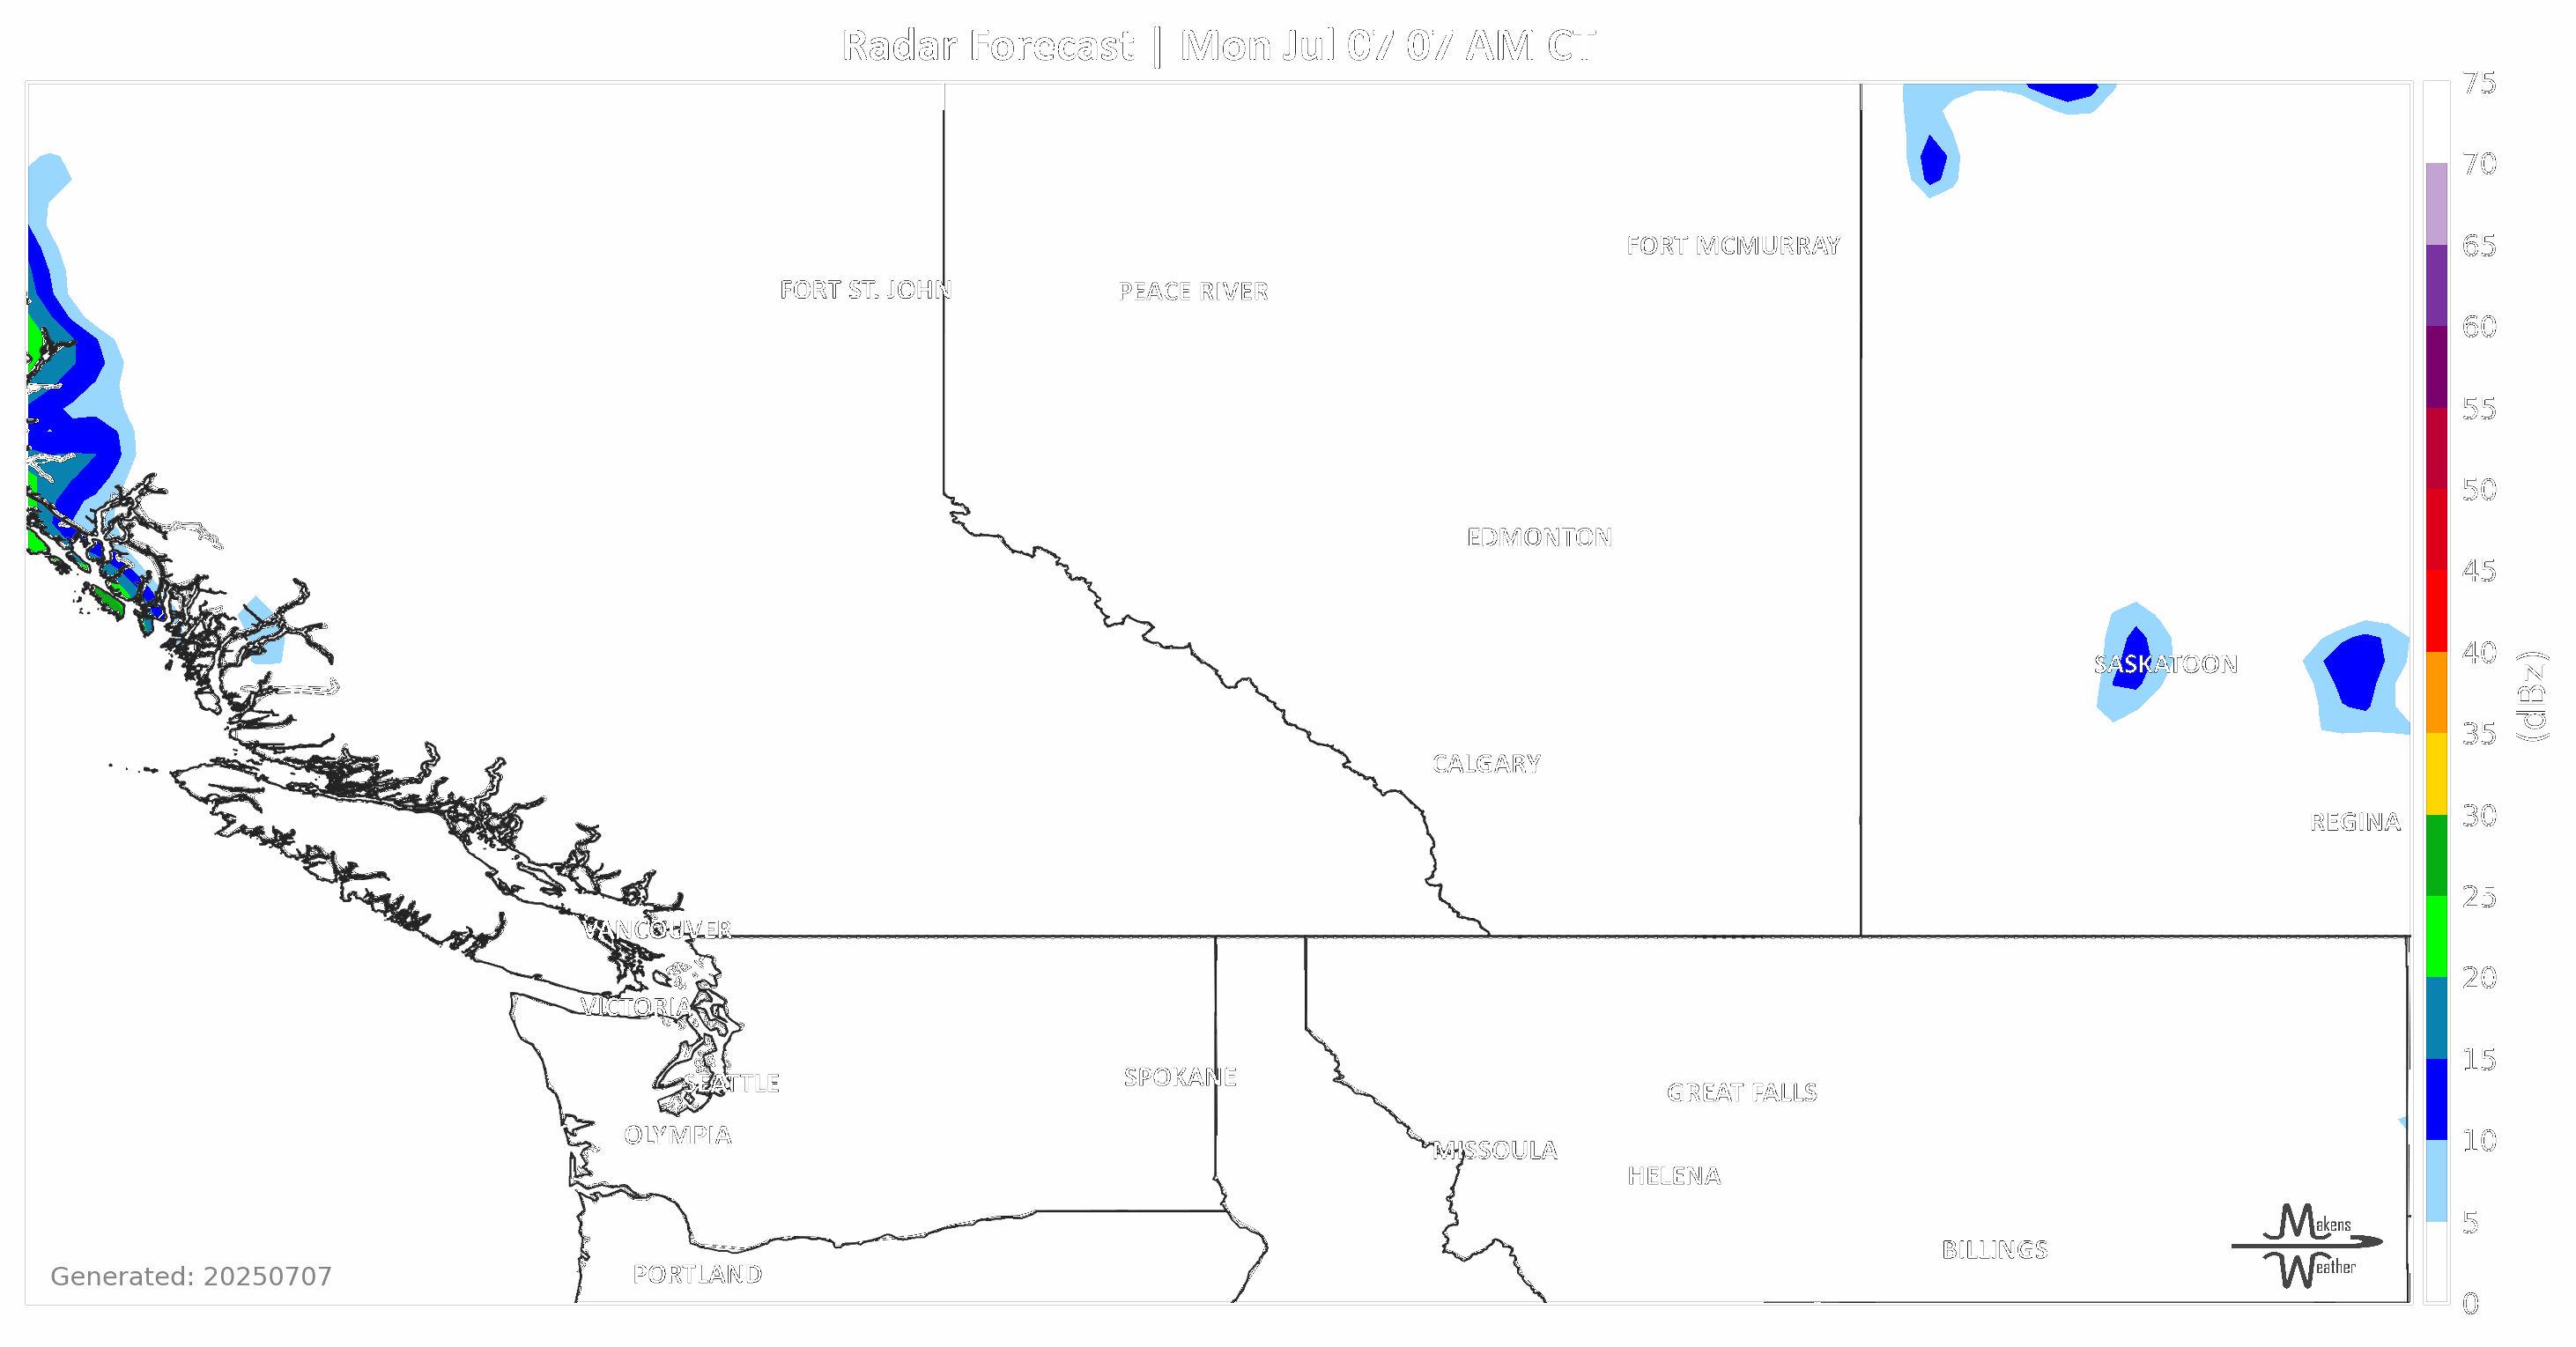 Radar Forecast | Mon Jul 07 07 AM CT
75
70
FORT MCMURRAY
65
FORT ST. JOHN
PEACE RIVER
60
55
50
EDMONTON
45
40
SASKATOON
(dBz)
35
CALGARY
30
REGINA
25
VANCOUVER
20
VICTORIA
15
SEATTLE
SPOKANE
GREAT FALLS
10
OLYMPIA
MISSOULA
HELENA
5
Makens
Weather
BILLINGS
Generated: 20250707
PORTLAND
0